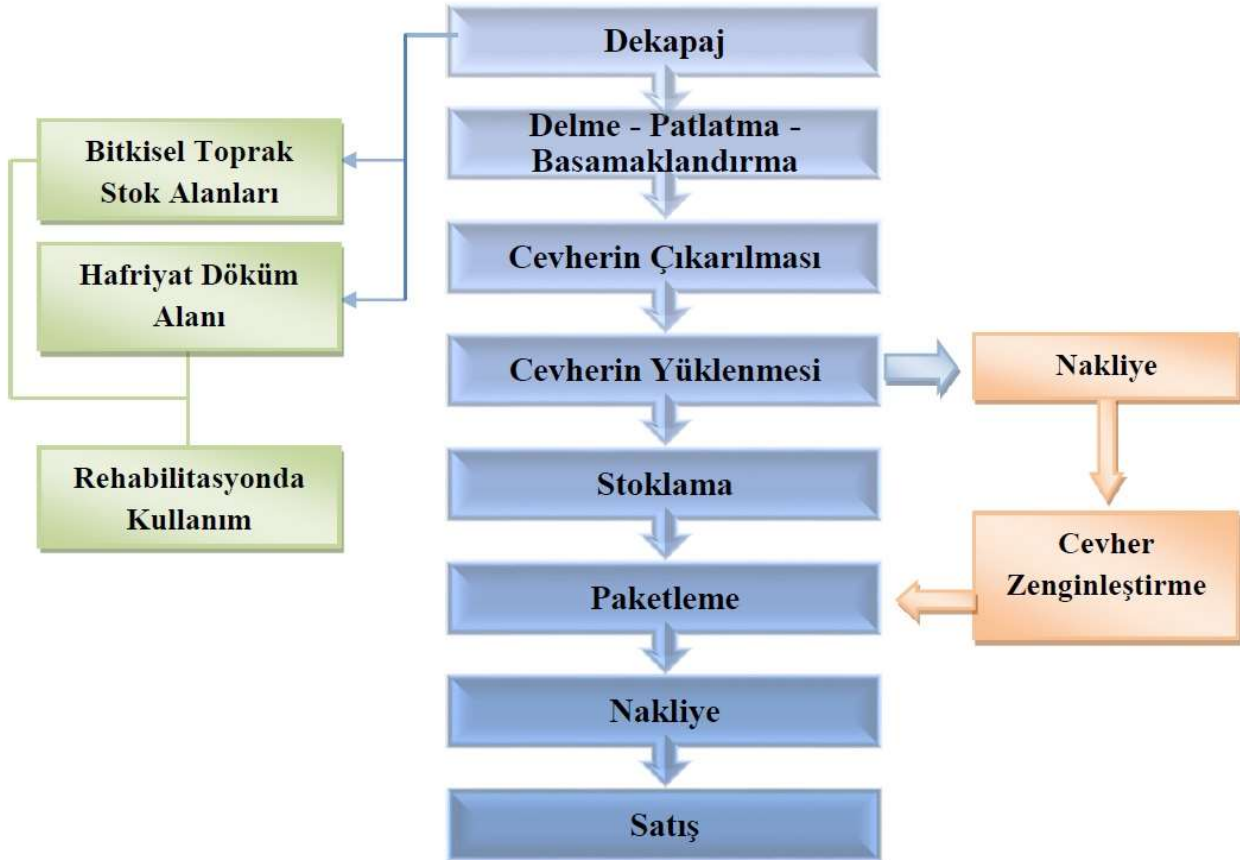 Dekapaj
Delme - Patlatma -
Basamaklandırma
Bitkisel Toprak
Stok Alanları
Hafriyat Döküm
Alanı
Rehabilitasyonda
Kullanım
Cevherin Çıkarılması
Cevherin Yüklenmesi
Nakliye
Cevher
Zenginleştirme
Stoklama
Paketleme
Nakliye
Satış